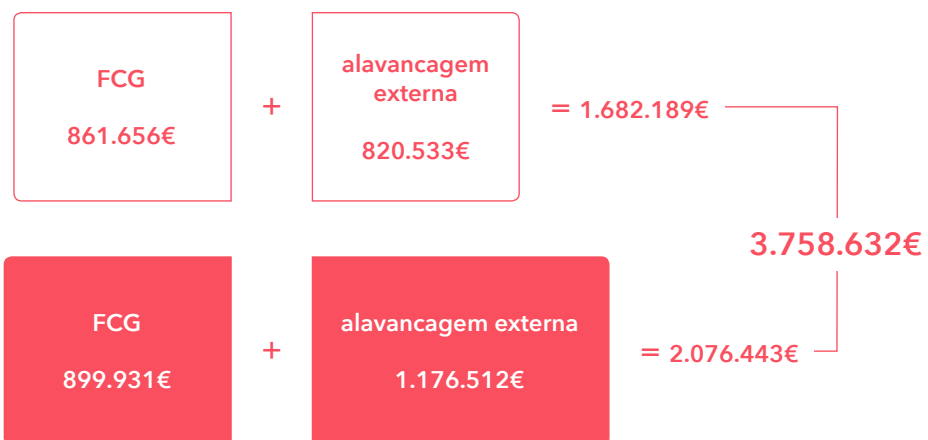 FCG
861.656€
+
alavancagem
externa
820.533€
= 1.682.189€
3.758.632€
FCG
899.931€
+
alavancagem externa
1.176.512€
= 2.076.443€